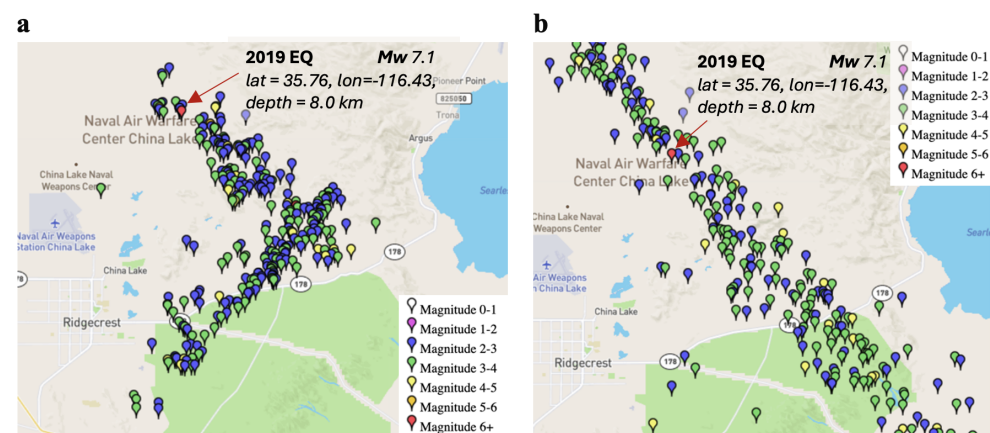 a
2019 EQ Mw 7.1
lat = 35.76, lon=-116.43,
depth = 8.0 km
Pioneer Point
825050
Trona
Argus
Naval Air Warfare
Center China Lake
China Lake Naval
Weapons Center
Searle
Naval Air Weapons
Station China Lake
178
China Lake
178
Ridgecrest
Magnitude 0-1
Magnitude 1-2
Magnitude 2-3
Magnitude 3-4
Magnitude 4-5
Magnitude 5-6
Magnitude 6+
b
2019 EQ Mw 7.1
lat = 35.76, lon=-116.43,
depth = 8.0 km
Magnitude 0-1
Magnitude 1-2
Magnitude 2-3
Magnitude 3-4
Magnitude 4-5
Magnitude 5-6
Magnitude 6+
Naval Air Warfare
Center China Lake
China Lake Naval
Weapons Center
Searl
Air Weapons
n China Lake
178
China Lake
178
Ridgecrest
178